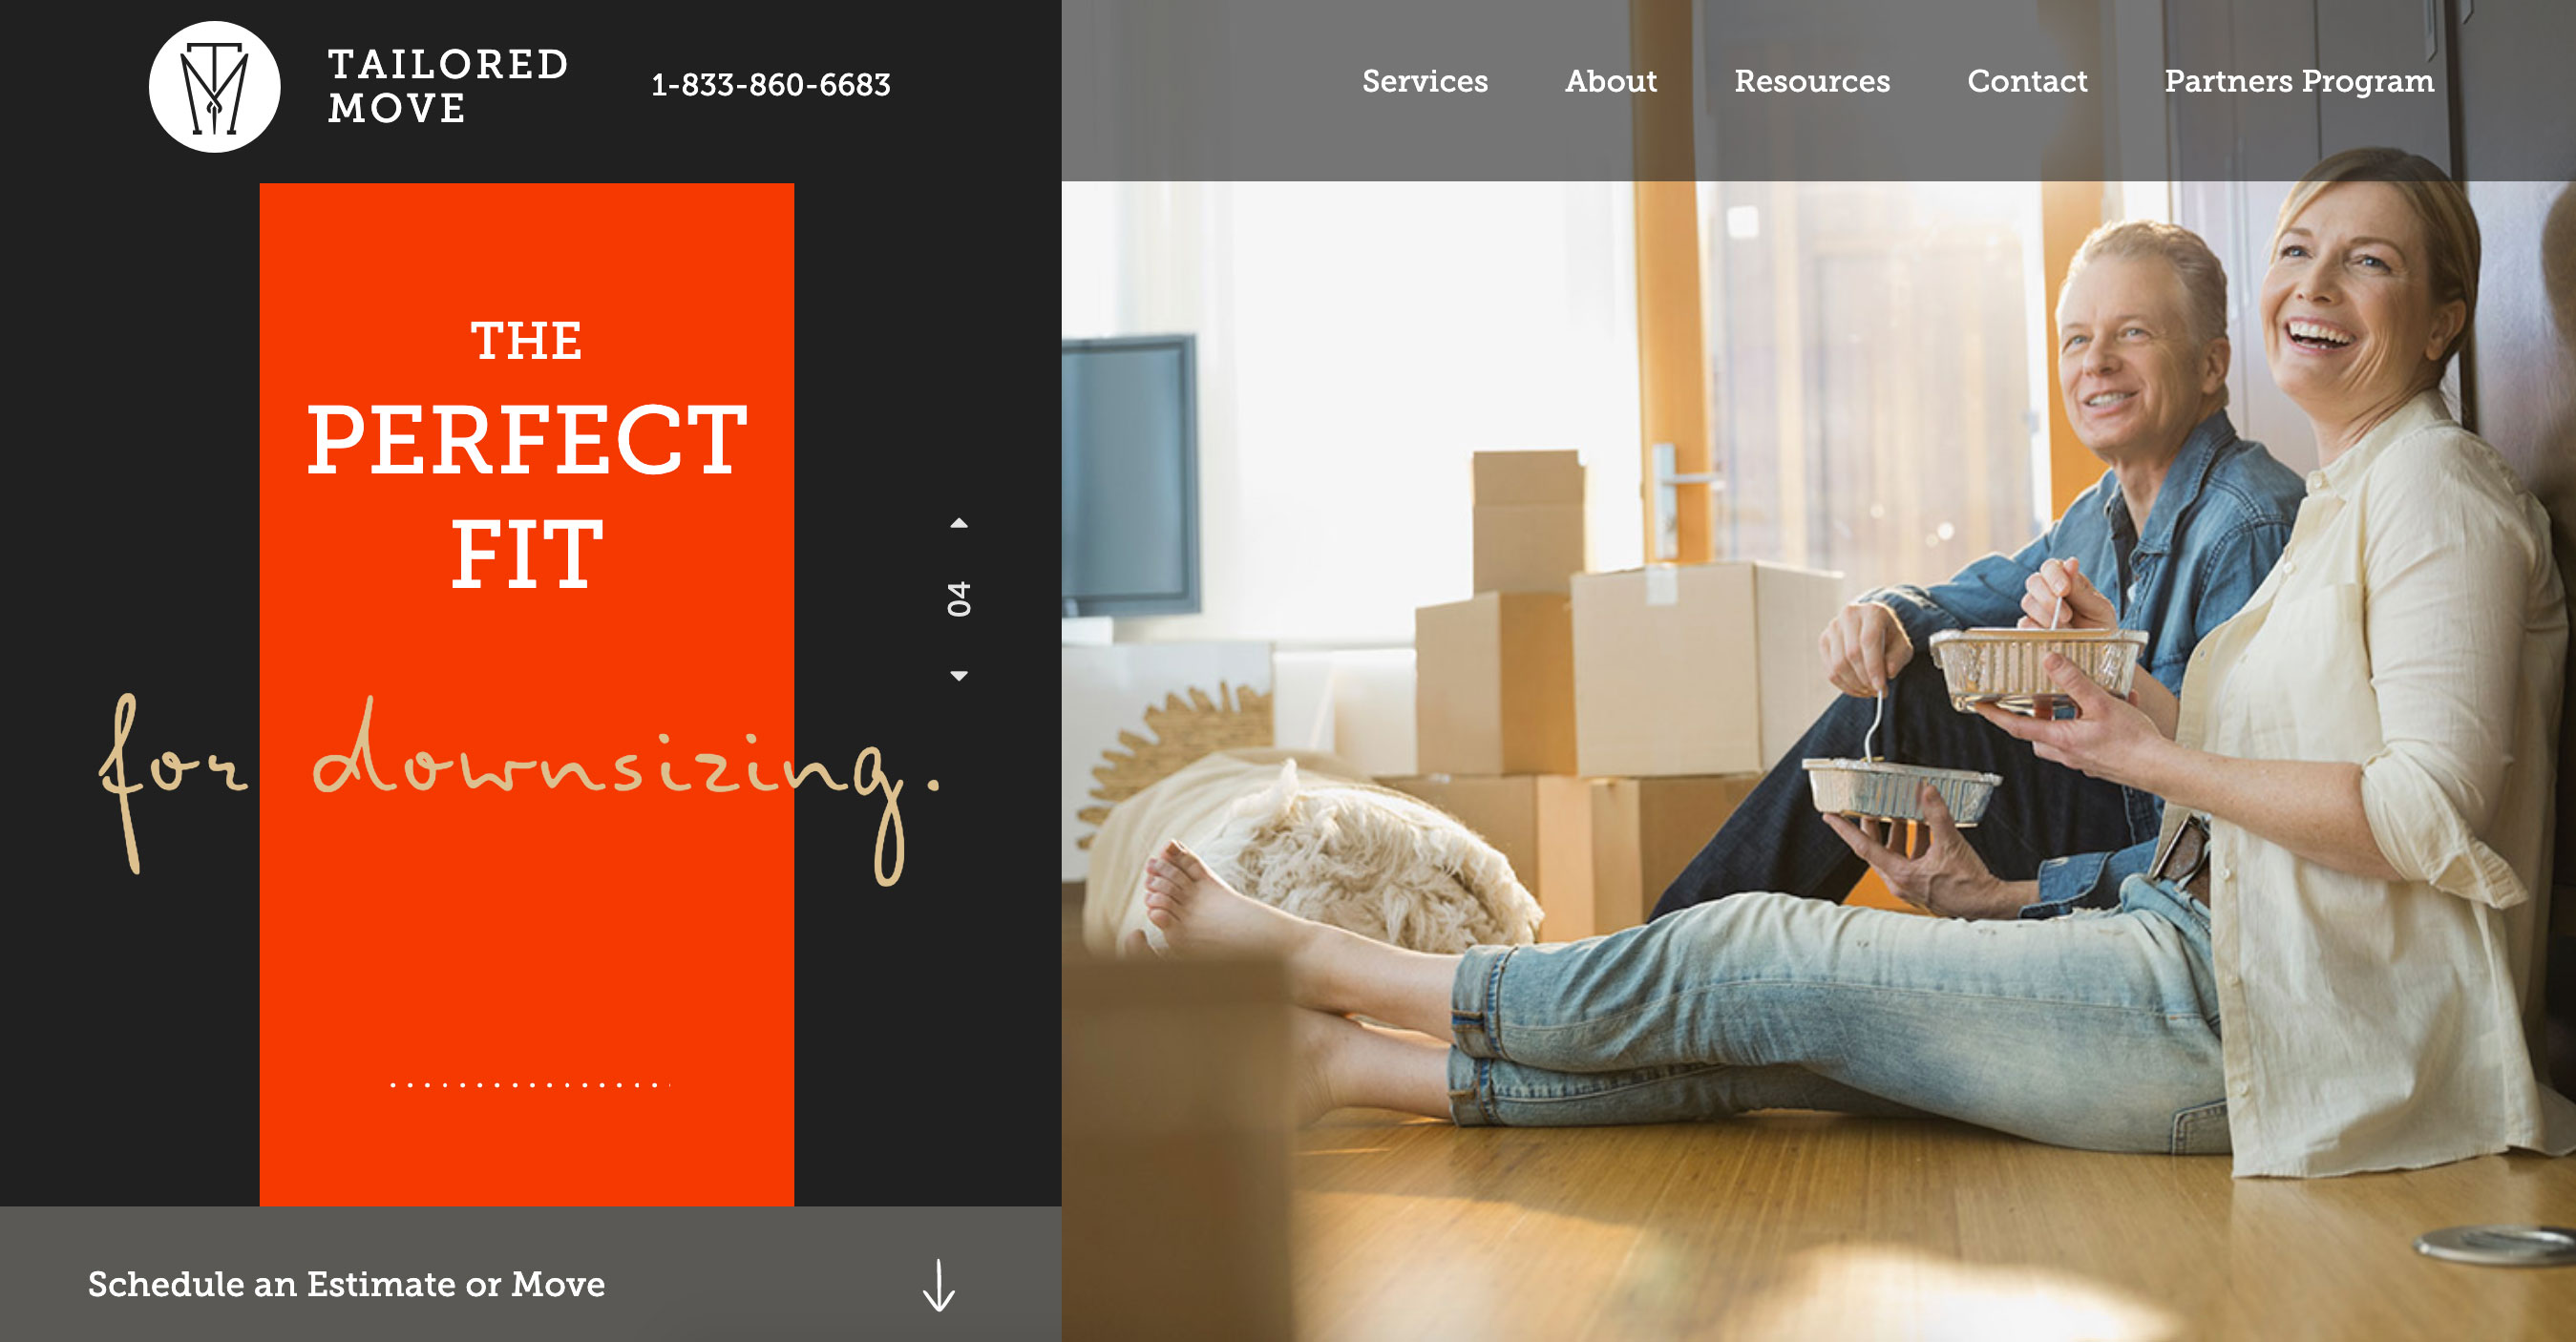 TAILORED
MOVE
1-833-860-6683
Services About Resources Contact Partners Program
THE
PERFECT
FIT
for downsizing.
04
Schedule an Estimate or Move